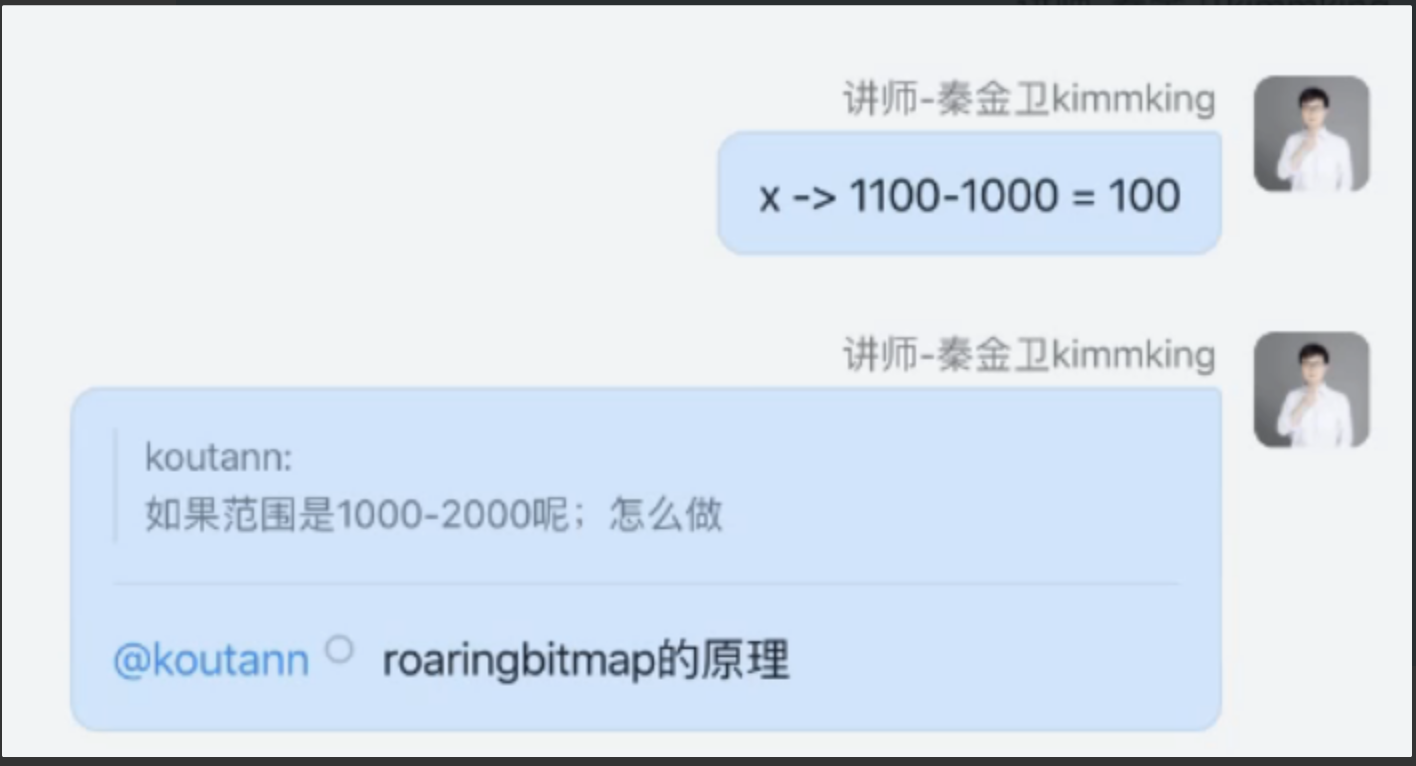 讲师-秦金卫kimmking
x -> 1100-1000 = 100
讲师-秦金卫kimmking
koutann:
如果范围是1000-2000呢；怎么做
@koutann roaringbitmap的原理